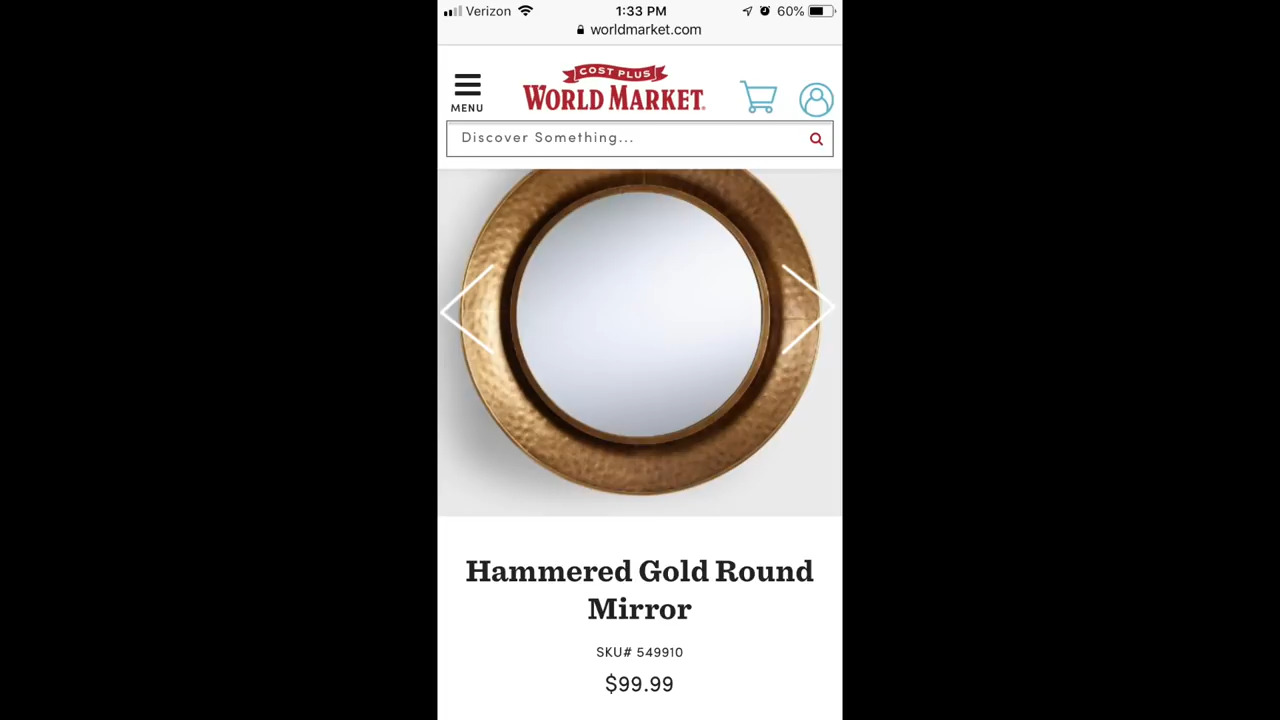 Verizon 1:33 PM 60%
worldmarket.com
COST PLUS
WORLD MARKET
MENU
Discover Something...
Hammered Gold Round
Mirror
SKU# 549910
$99.99